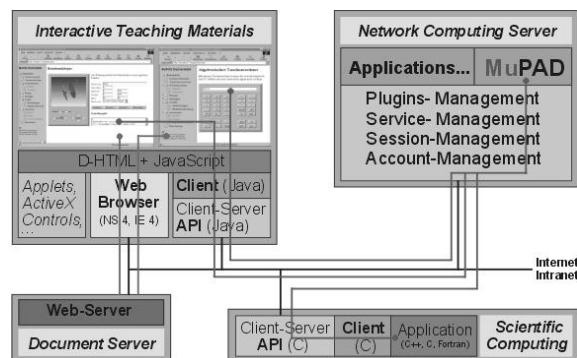 Interactive Teaching Materials
D-HTML + JavaScript
Applets,
ActiveX
Controls,
...
Web
Browser
(NS 4, IE 4)
Client (Java)
Client-Server
API (Java)
Network Computing Server
Applications...
MuPAD
Plugins- Management
Service- Management
Session-Management
Account-Management
Internet
Intranet
Web-Server
Document Server
Client-Server
API (C)
Client
(C)
Application
(C++, C, Fortran)
Scientific
Computing